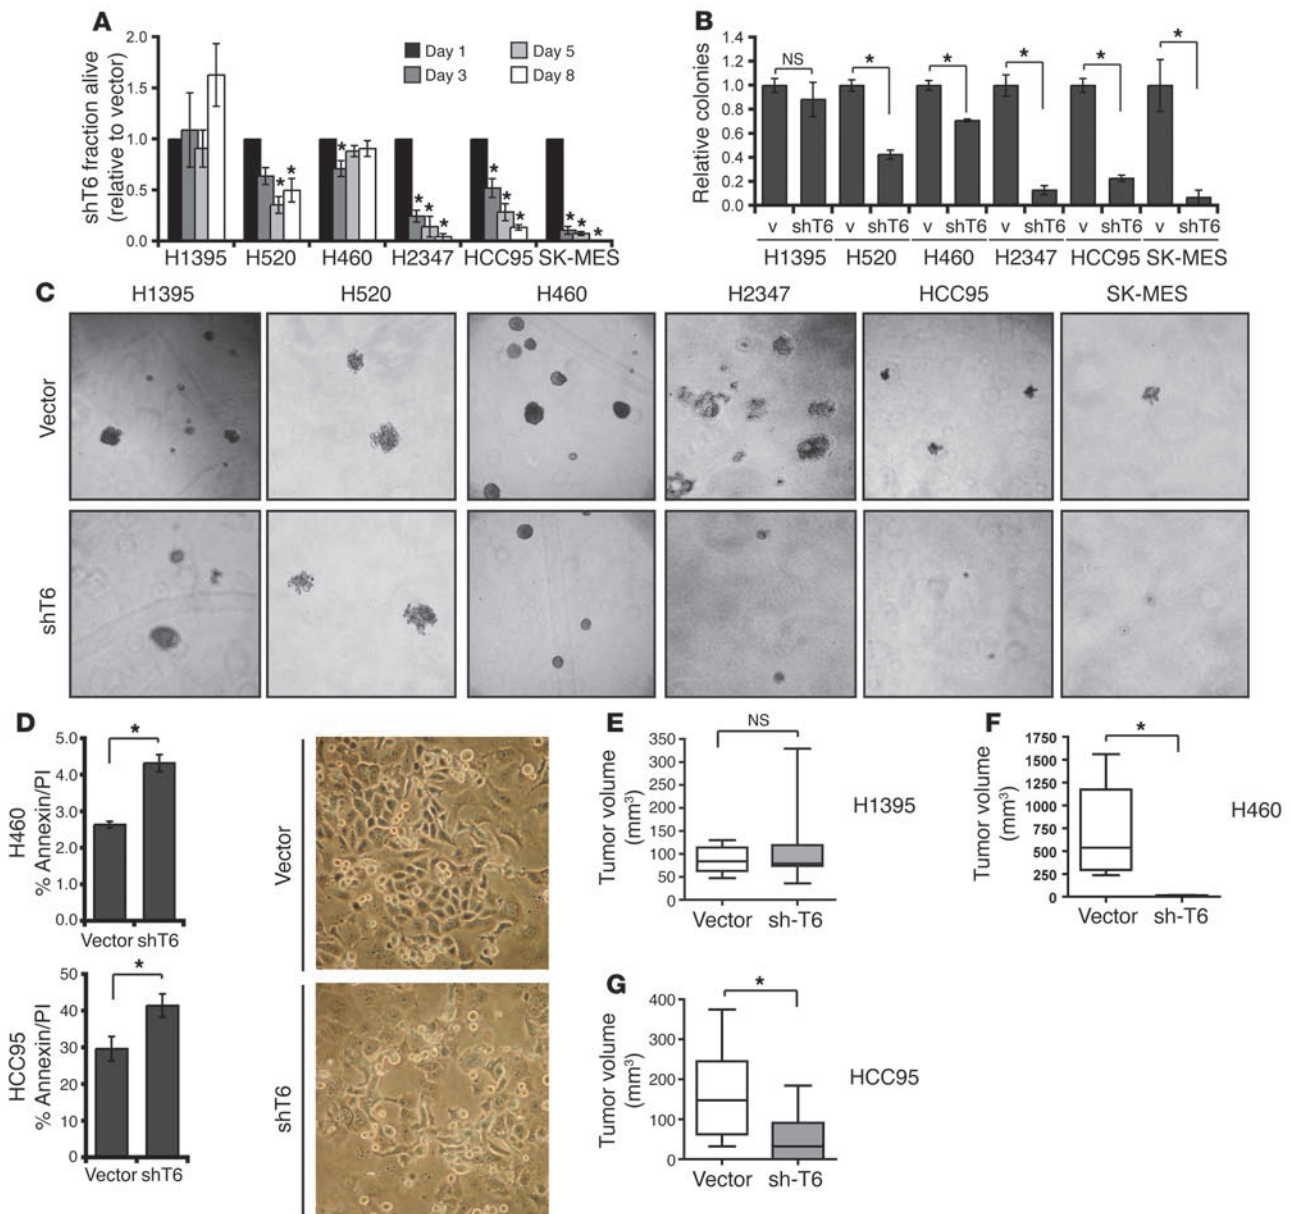 A
shT6 fraction alive
(relative to vector)
2.0
1.5
1.0
0.5
0.0
Day 1
Day 3
Day 5
Day 8
*
*
*
*
*
*
*
*
*
*
*
*
H1395 H520 H460 H2347 HCC95 SK-MES
B
Relative colonies
1.4
1.2
1.0
0.8
0.6
0.4
0.2
0.0
NS
*
*
*
*
*
v shT6 v shT6 v shT6 v shT6 v shT6 v shT6
H1395 H520 H460 H2347 HCC95 SK-MES
C
H1395 H520 H460 H2347 HCC95 SK-MES
Vector
shT6
D
H460
% Annexin/PI
5.0
4.0
3.0
2.0
1.0
0.0
*
Vector shT6
HCC95
% Annexin/PI
50
40
30
20
10
0
*
Vector shT6
Vector
shT6
E
Tumor volume
(mm³)
350
300
250
200
150
100
50
0
NS
Vector sh-T6
H1395
F
Tumor volume
(mm³)
1750
1500
1250
1000
750
500
250
0
*
Vector sh-T6
H460
G
Tumor volume
(mm³)
400
300
200
100
0
*
Vector sh-T6
HCC95